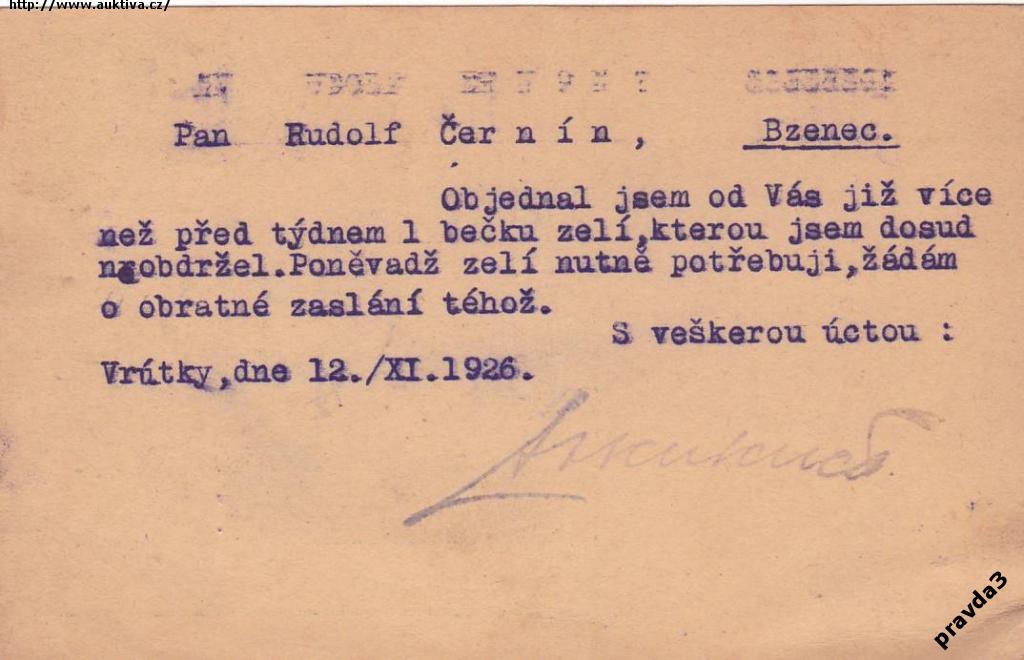 http://www.auktiva.cz/
Pan Rudolf Černín, Bzenec.
Objednal jsem od Vás již více
než před týdnem 1 bečku zelí,kterou jsem dosud
neobdržel.Poněvadž zelí nutně potřebuji,žádám
o obratné zaslání téhož.
S veškerou úctou :
Vrútky,dne 12./XI.1926.
pravda3